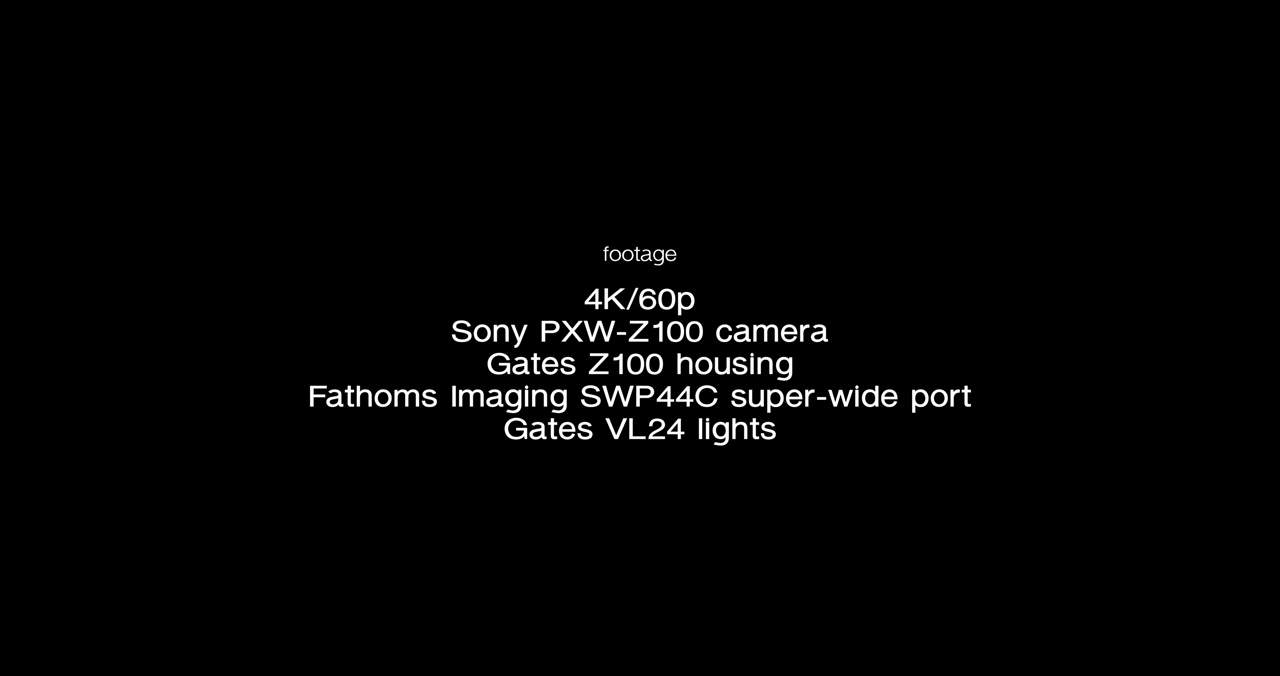 footage
4K/60p
Sony PXW-Z100 camera
Gates Z100 housing
Fathoms Imaging SWP44C super-wide port
Gates VL24 lights